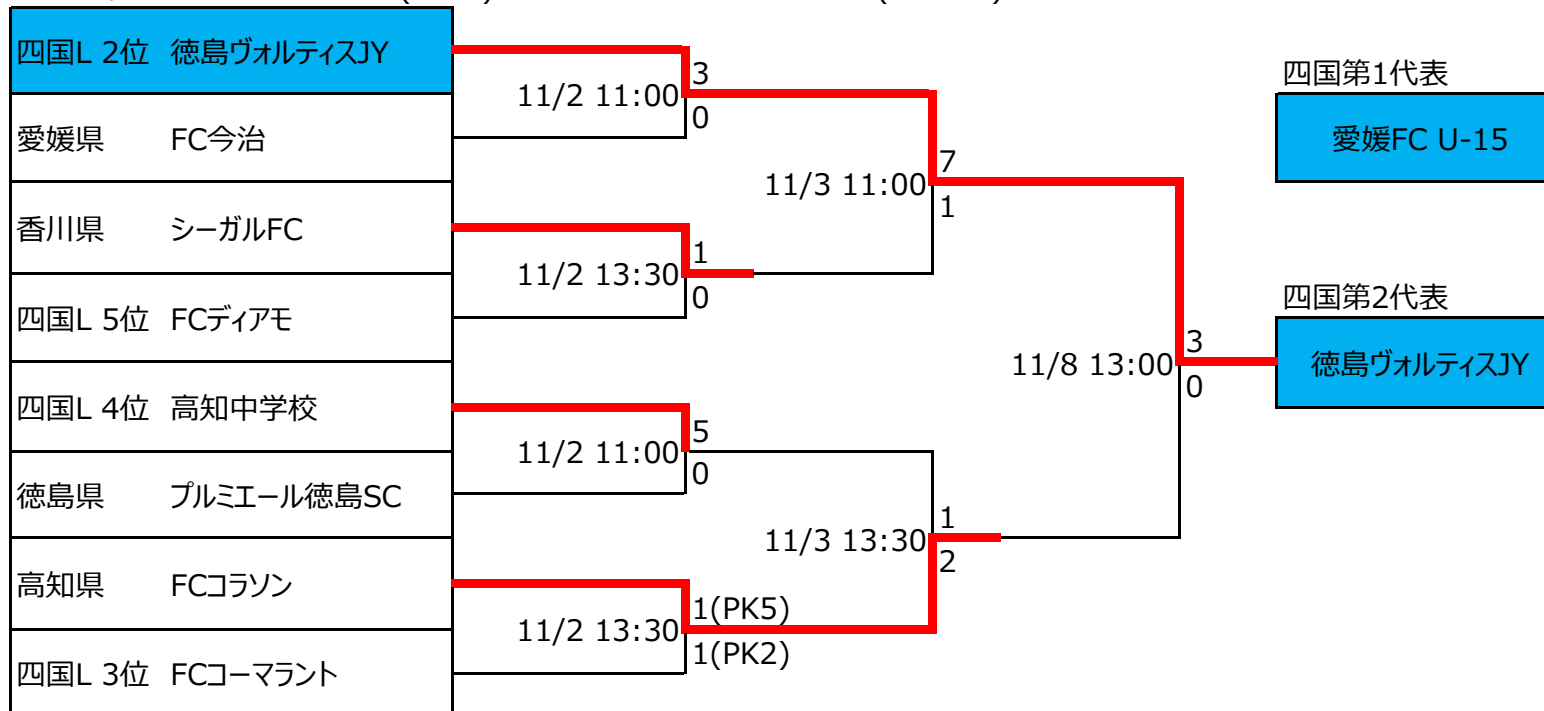 四国L 2位 徳島ヴォルティスJY
愛媛県 FC今治
香川県 シーガルFC
四国L 5位 FCディアモ
四国L 4位 高知中学校
徳島県 プルミエール徳島SC
高知県 FCコラソン
四国L 3位 FCコーマラント
11/2 11:00
3
0
11/2 13:30
1
0
11/2 11:00
5
0
11/2 13:30
1(PK5)
1(PK2)
11/3 11:00
7
1
11/3 13:30
1
2
11/8 13:00
3
0
四国第1代表
愛媛FC U-15
四国第2代表
徳島ヴォルティスJY